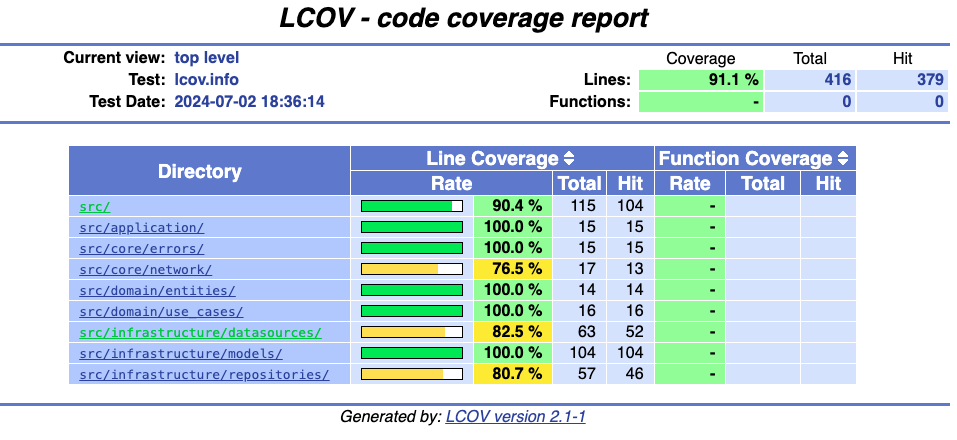 LCOV - code coverage report
Current view: top level
Coverage Total Hit
Test: lcov.info
Lines: 91.1 % 416 379
Test Date: 2024-07-02 18:36:14
Functions: - 0 0
Directory Line Coverage Function Coverage
Rate Total Hit Rate Total Hit
src/ 90.4 % 115 104 -
src/application/ 100.0 % 15 15 -
src/core/errors/ 100.0 % 15 15 -
src/core/network/ 76.5 % 17 13 -
src/domain/entities/ 100.0 % 14 14 -
src/domain/use_cases/ 100.0 % 16 16 -
src/infrastructure/datasources/ 82.5 % 63 52 -
src/infrastructure/models/ 100.0 % 104 104 -
src/infrastructure/repositories/ 80.7 % 57 46 -
Generated by: LCOV version 2.1-1